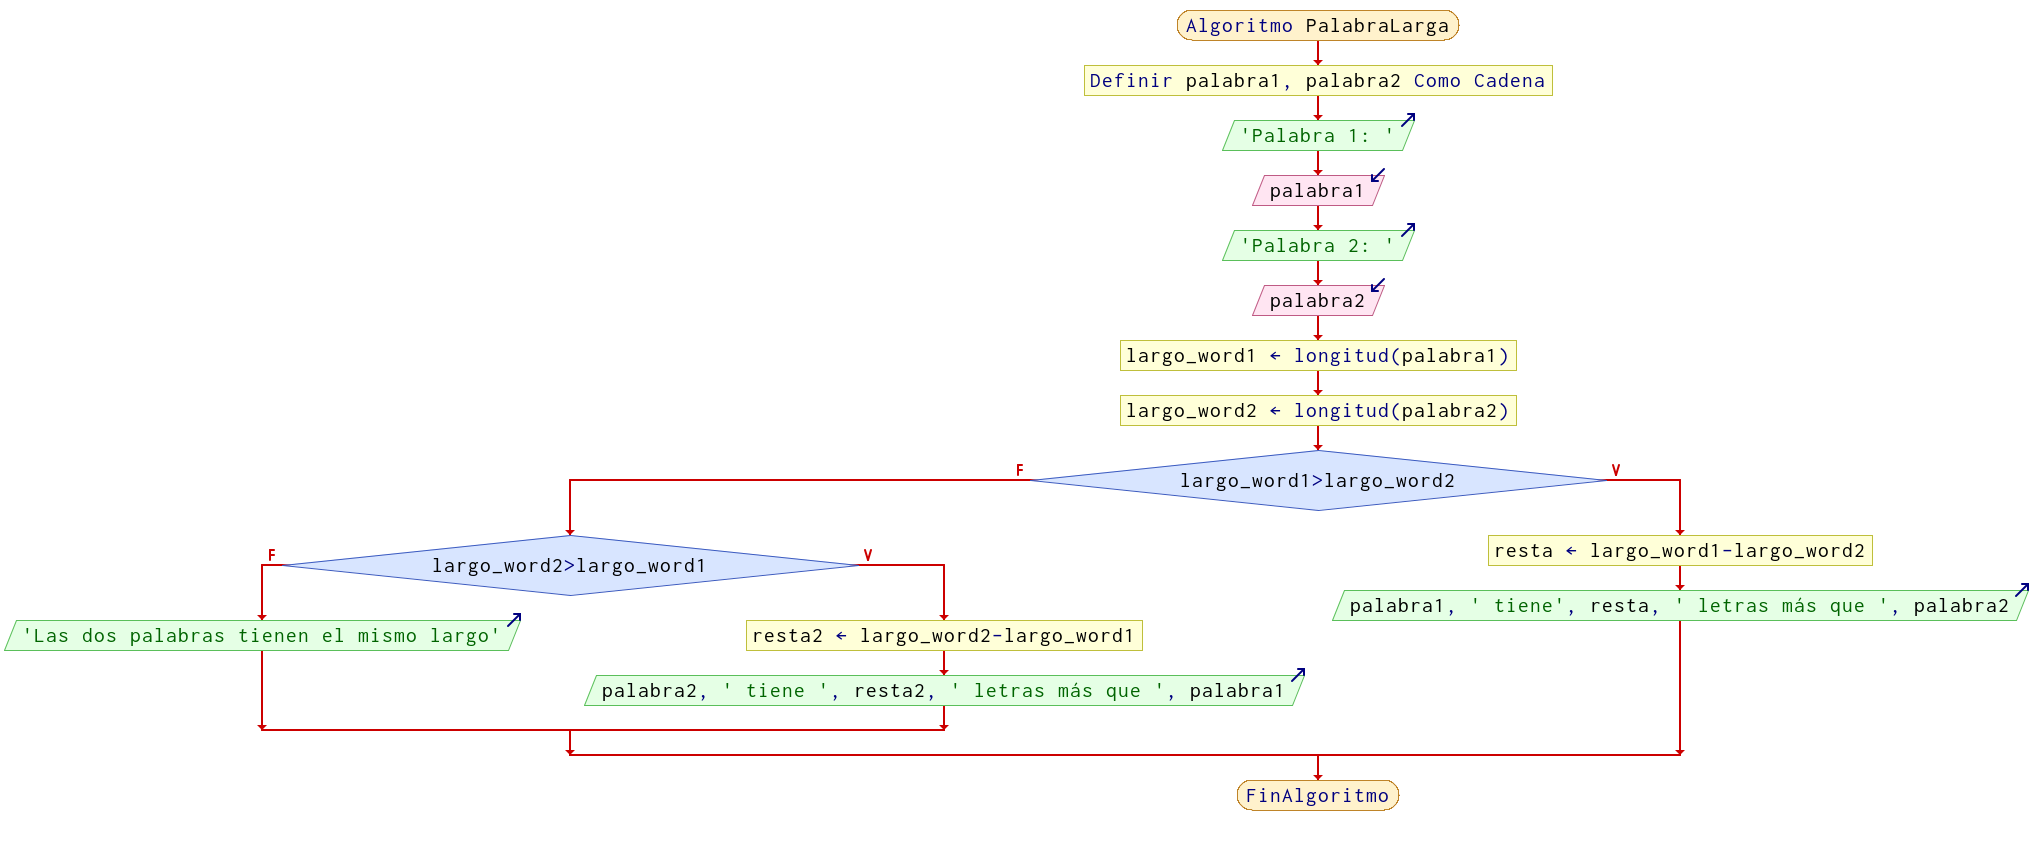 Algoritmo PalabraLarga
Definir palabra1, palabra2 Como Cadena
'Palabra 1: '
palabra1
'Palabra 2: '
palabra2
largo_word1 ← longitud(palabra1)
largo_word2 ← longitud(palabra2)
F
V
largo_word1>largo_word2
F
V
largo_word2>largo_word1
resta ← largo_word1-largo_word2
palabra1, ' tiene', resta, ' letras más que ', palabra2
'Las dos palabras tienen el mismo largo'
resta2 ← largo_word2-largo_word1
palabra2, ' tiene ', resta2, ' letras más que ', palabra1
FinAlgoritmo